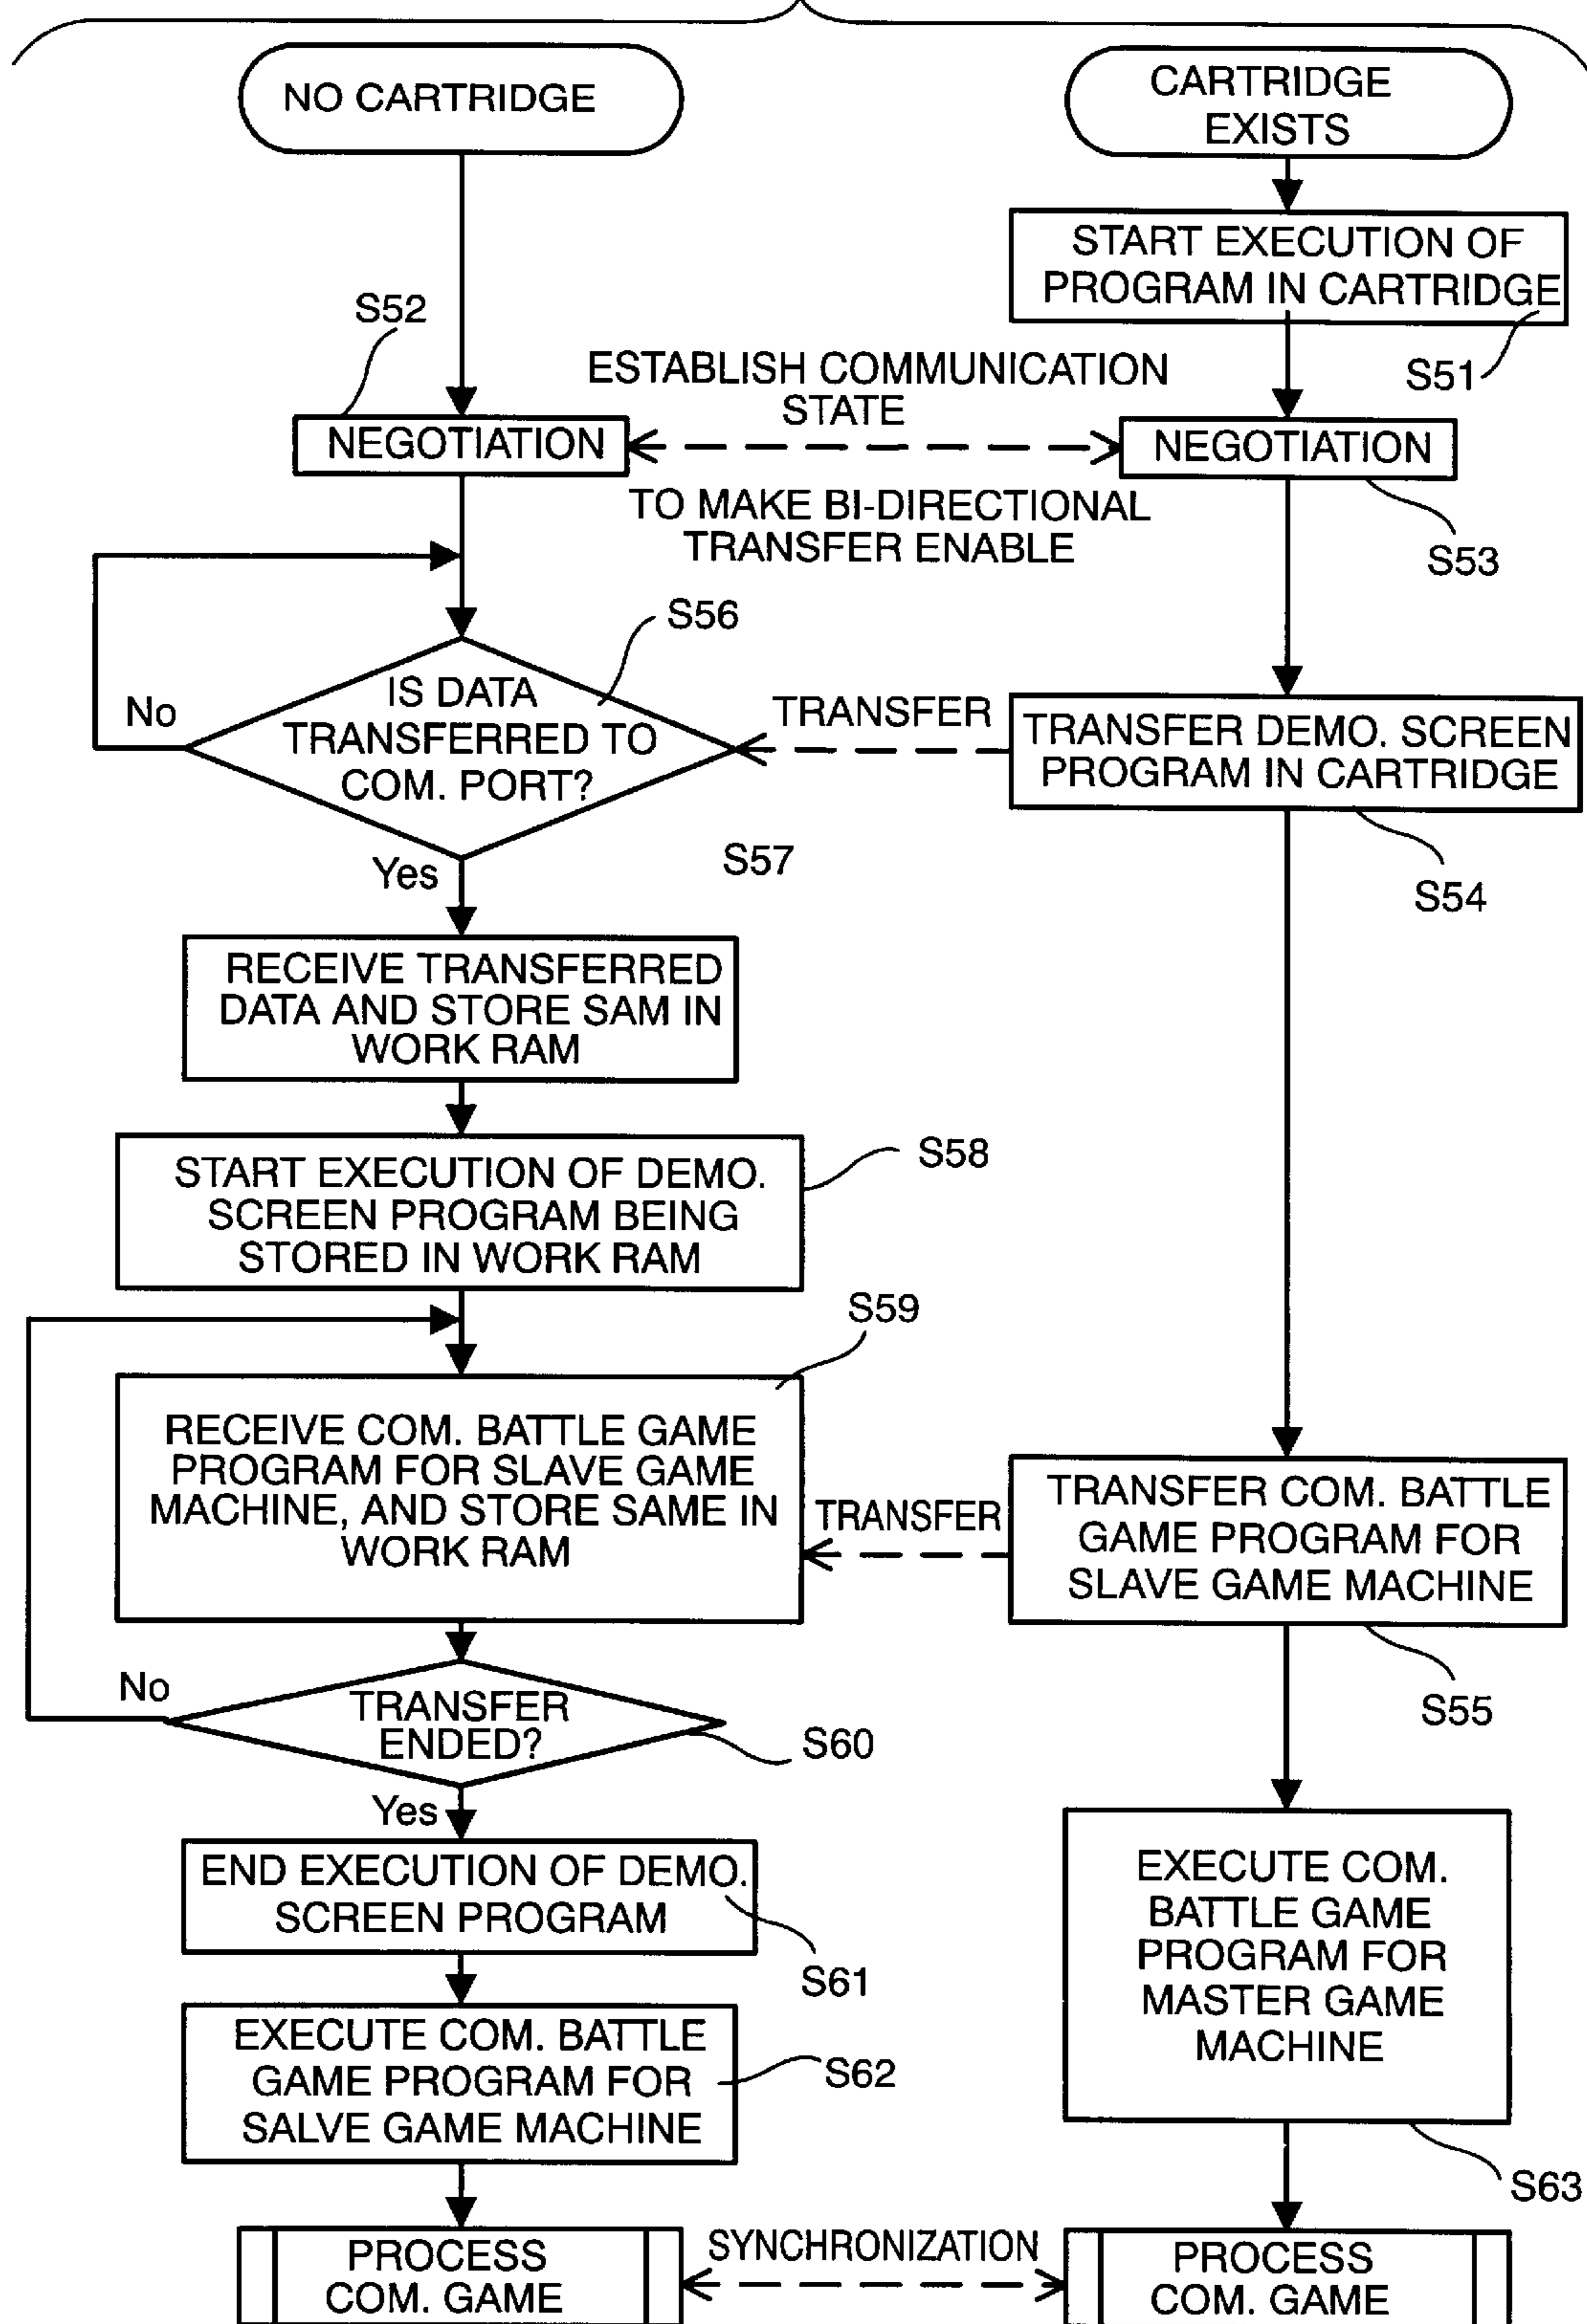 NO CARTRIDGE
CARTRIDGE
EXISTS
START EXECUTION OF
PROGRAM IN CARTRIDGE
S51
S52
ESTABLISH COMMUNICATION
STATE
NEGOTIATION
NEGOTIATION
TO MAKE BI-DIRECTIONAL
TRANSFER ENABLE
S53
S56
IS DATA
TRANSFERRED TO
COM. PORT?
No
TRANSFER
TRANSFER DEMO. SCREEN
PROGRAM IN CARTRIDGE
S54
Yes
S57
RECEIVE TRANSFERRED
DATA AND STORE SAM IN
WORK RAM
START EXECUTION OF DEMO.
SCREEN PROGRAM BEING
STORED IN WORK RAM
S58
S59
RECEIVE COM. BATTLE GAME
PROGRAM FOR SLAVE GAME
MACHINE, AND STORE SAME IN
WORK RAM
TRANSFER
TRANSFER COM. BATTLE
GAME PROGRAM FOR
SLAVE GAME MACHINE
S55
No
TRANSFER
ENDED?
S60
Yes
END EXECUTION OF DEMO.
SCREEN PROGRAM
S61
EXECUTE COM.
BATTLE GAME
PROGRAM FOR
MASTER GAME
MACHINE
S63
EXECUTE COM. BATTLE
GAME PROGRAM FOR
SALVE GAME MACHINE
S62
PROCESS
COM. GAME
SYNCHRONIZATION
PROCESS
COM. GAME